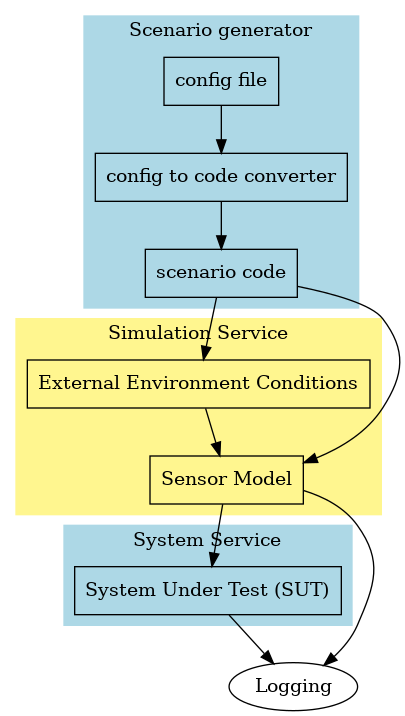 Scenario generator
config file
config to code converter
scenario code
Simulation Service
External Environment Conditions
Sensor Model
System Service
System Under Test (SUT)
Logging